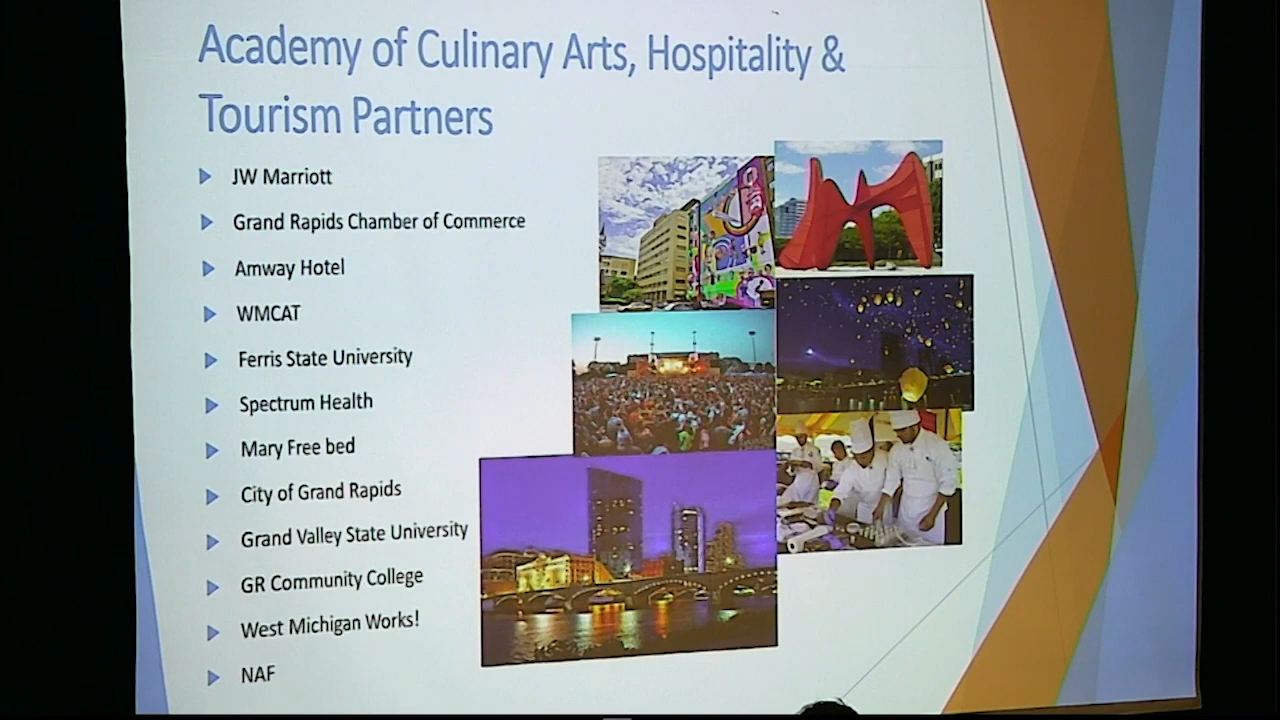 Academy of Culinary Arts, Hospitality &
Tourism Partners
JW Marriott
Grand Rapids Chamber of Commerce
Amway Hotel
WMCAT
Ferris State University
Spectrum Health
Mary Free bed
City of Grand Rapids
Grand Valley State University
GR Community College
West Michigan Works!
NAF